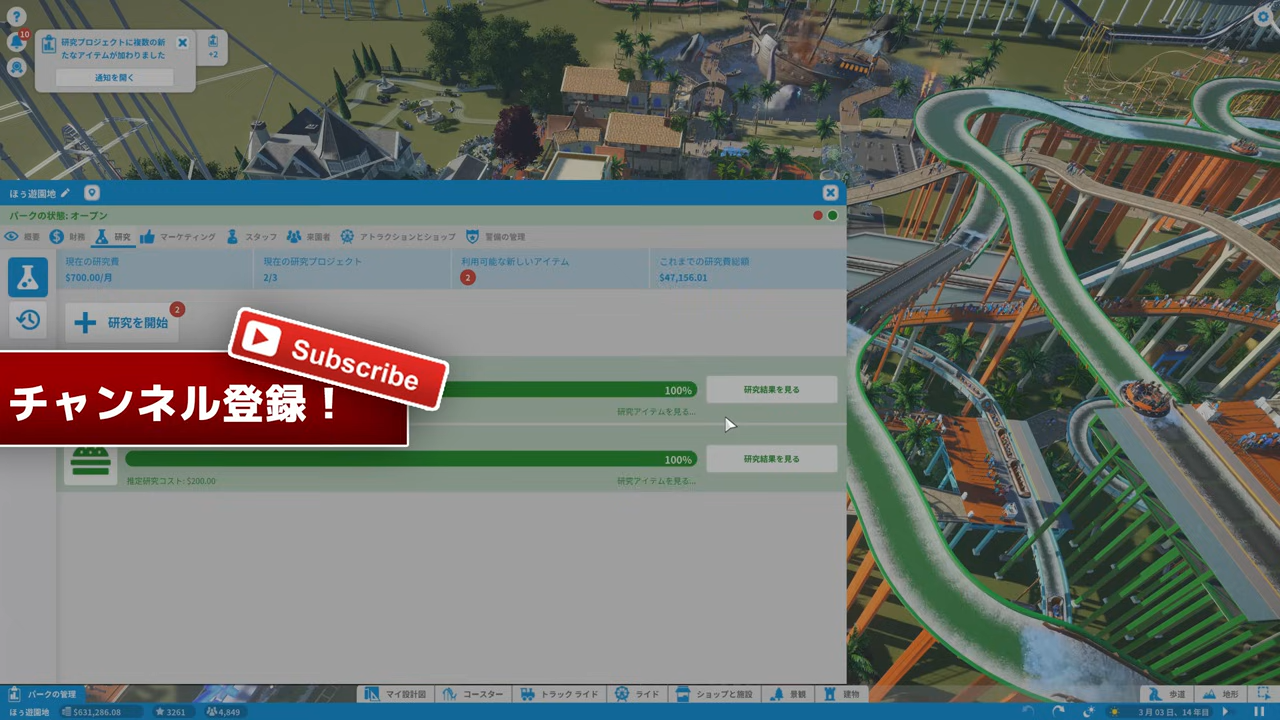 ?
10
研究プロジェクトに複数の新
たなアイテムが加わりました
+2
通知を開く
ほぅ遊園地
パークの状態: オープン
概要
財務
研究
マーケティング
スタッフ
来園者
アトラクションとショップ
警備の管理
現在の研究費
$700.00/月
現在の研究プロジェクト
2/3
利用可能な新しいアイテム
2
これまでの研究費総額
$47,156.01
研究を開始
2
Subscribe
チャンネル登録！
100%
研究結果を見る
研究アイテムを見る...
100%
研究結果を見る
推定研究コスト: $200.00
研究アイテムを見る...
パークの管理
マイ設計図
コースター
トラック ライド
ライド
ショップと施設
景観
建物
歩道
地形
ほぅ遊園地
$631,286.08
3261
4,849
3 月 03 日、14 年目